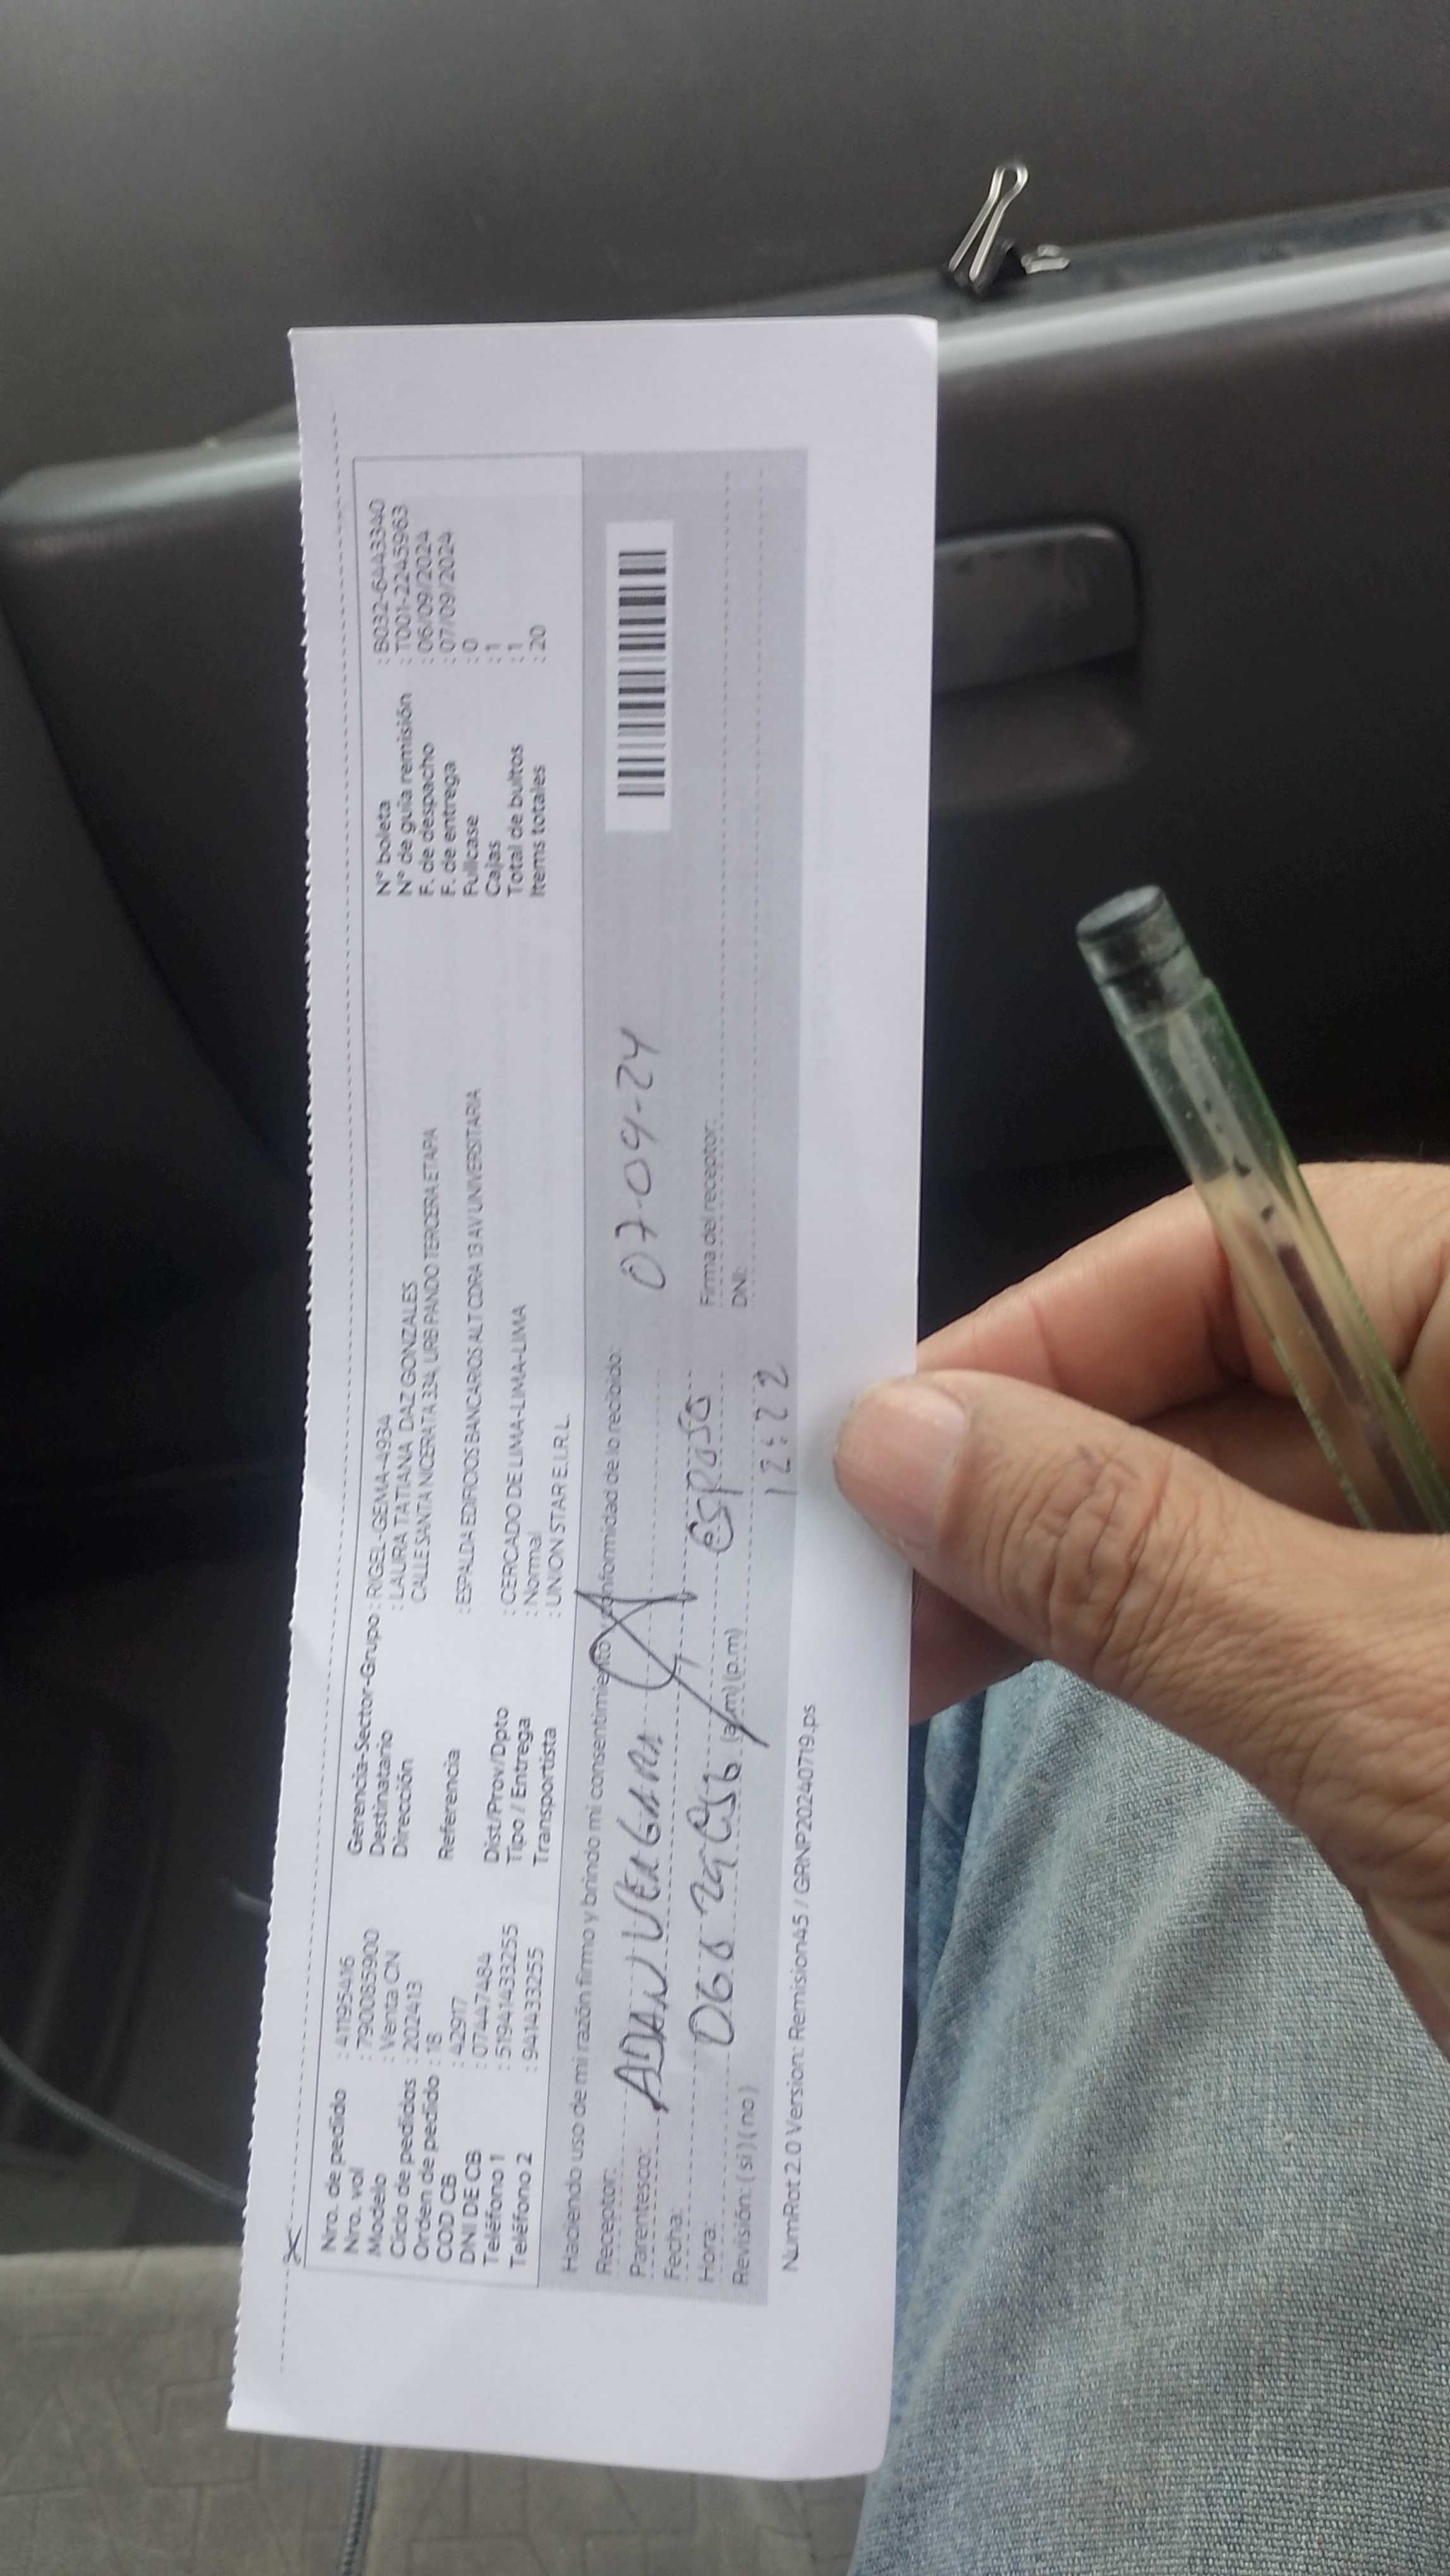 Nro. de pedido : 41195416
Nro. vol : 7900855900
Modelo : Venta CN
Ciclo de pedidos : 202413
Orden de pedido : 18
COD CB : 42917
DNI DE CB : 07447484
Teléfono 1 : 51941433255
Teléfono 2 : 941433255
Gerencia-Sector-Grupo : RIGEL-GEMA-4934
Destinatario : LAURA TATIANA DAZ GONZALES
Dirección CALLE SANTA NICERATA 334, URB PANDO TERCERA ETAPA
Referencia : ESPALDA EDIFICIOS BANCARIOS ALT CDRA 13 AV UNIVERSITARIA
Dist/Prov/Dpto : CERCADO DE LIMA-LIMA-LIMA
Tipo / Entrega : Normal
Transportista : UNION STAR E.I.R.L.
N° boleta : B032-6443340
N° de guía remisión : T001-2245963
F. de despacho : 06/09/2024
F. de entrega : 07/09/2024
Fullcase : 0
Cajas : 1
Total de bultos : 1
Items totales : 20
Haciendo uso de mi razón firmo y brindo mi consentimiento conformidad de lo recibido:
Receptor:
ADAN VERGARA 07-09-24
Parentesco:
Fecha:
esposo
Hora: (a.m) (p.m)
12:22
Firma del receptor:
DNI:
Revisión: ( si ) ( no )
NumRot 2.0 Version: Remision45 / GRNP20240719.ps